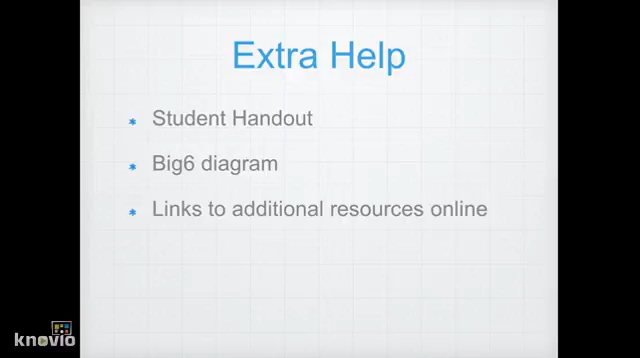 Extra Help
Student Handout
Big6 diagram
Links to additional resources online
knovio